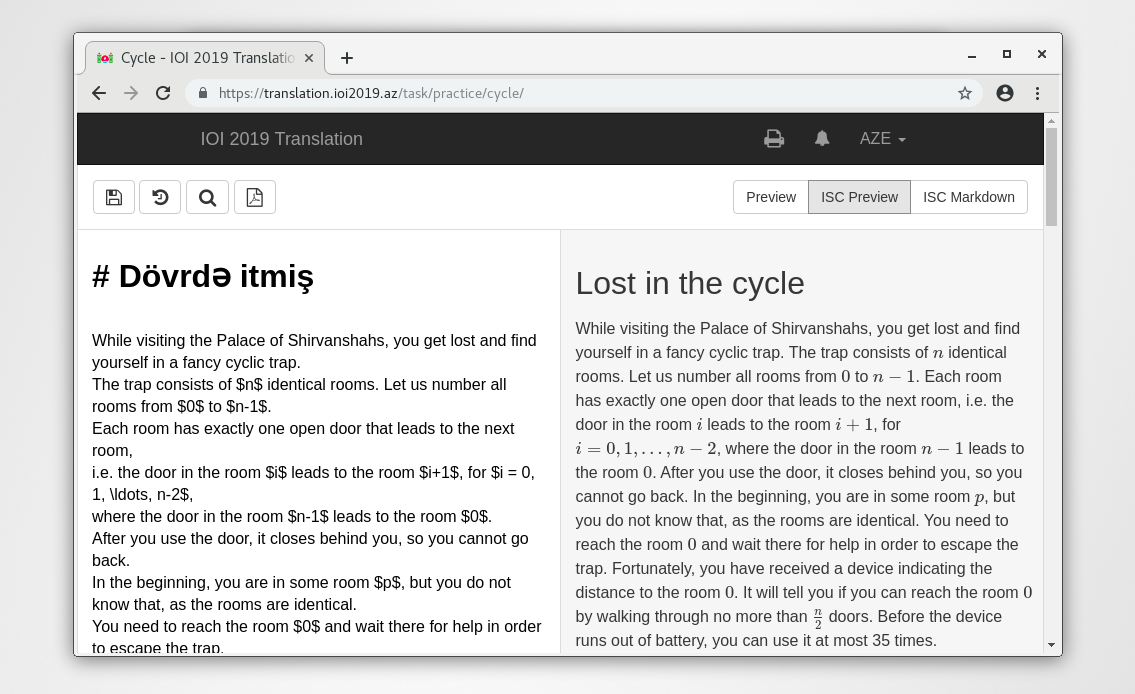 Cycle - IOI 2019 Translatio
https://translation.ioi2019.az/task/practice/cycle/
IOI 2019 Translation
AZE
Preview
ISC Preview
ISC Markdown
# Dövrdə itmiş
While visiting the Palace of Shirvanshahs, you get lost and find
yourself in a fancy cyclic trap.
The trap consists of $n$ identical rooms. Let us number all
rooms from $0$ to $n-1$.
Each room has exactly one open door that leads to the next
room,
i.e. the door in the room $i$ leads to the room $i+1$, for $i = 0,
1, \ldots, n-2$,
where the door in the room $n-1$ leads to the room $0$.
After you use the door, it closes behind you, so you cannot go
back.
In the beginning, you are in some room $p$, but you do not
know that, as the rooms are identical.
You need to reach the room $0$ and wait there for help in order
to escape the trap.
Lost in the cycle
While visiting the Palace of Shirvanshahs, you get lost and find
yourself in a fancy cyclic trap. The trap consists of n identical
rooms. Let us number all rooms from 0 to n − 1. Each room
has exactly one open door that leads to the next room, i.e. the
door in the room i leads to the room i + 1, for
i = 0, 1, …, n − 2, where the door in the room n − 1 leads to
the room 0. After you use the door, it closes behind you, so you
cannot go back. In the beginning, you are in some room p, but
you do not know that, as the rooms are identical. You need to
reach the room 0 and wait there for help in order to escape the
trap. Fortunately, you have received a device indicating the
distance to the room 0. It will tell you if you can reach the room 0
by walking through no more than n/2 doors. Before the device
runs out of battery, you can use it at most 35 times.